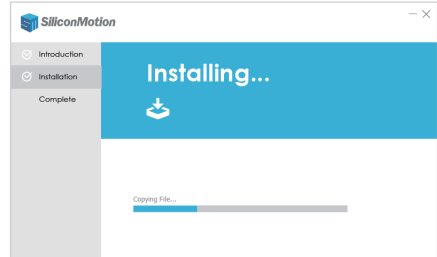 SiliconMotion
Introduction
Installation
Complete
Installing...
Copying File...